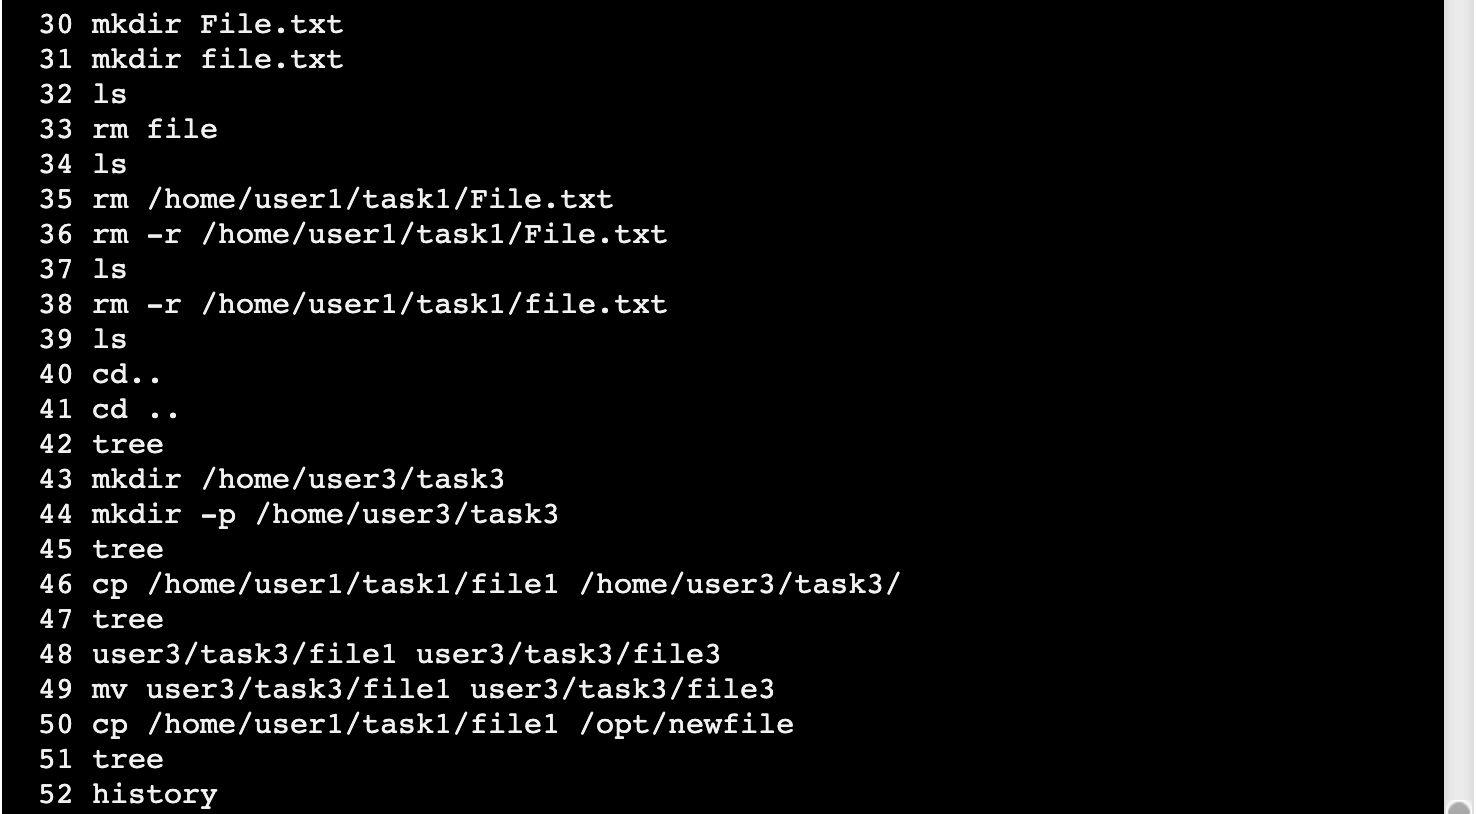 30 mkdir File.txt
31 mkdir file.txt
32 ls
33 rm file
34 ls
35 rm /home/user1/task1/File.txt
36 rm -r /home/user1/task1/File.txt
37 ls
38 rm -r /home/user1/task1/file.txt
39 ls
40 cd..
41 cd ..
42 tree
43 mkdir /home/user3/task3
44 mkdir -p /home/user3/task3
45 tree
46 cp /home/user1/task1/file1 /home/user3/task3/
47 tree
48 user3/task3/file1 user3/task3/file3
49 mv user3/task3/file1 user3/task3/file3
50 cp /home/user1/task1/file1 /opt/newfile
51 tree
52 history